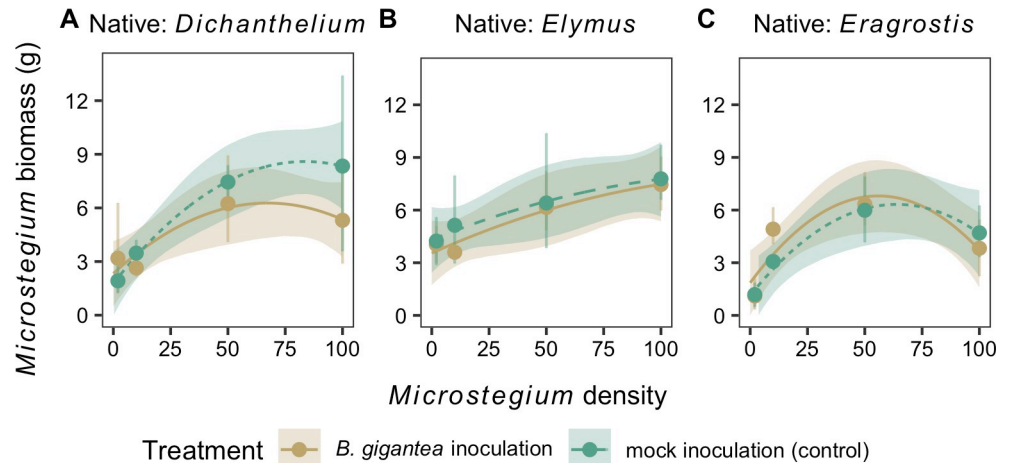 A Native: Dichanthelium B Native: Elymus C Native: Eragrostis
Microstegium biomass (g)
12 12 12
9 9 9
6 6 6
3 3 3
0 0 0
0 25 50 75 100 0 25 50 75 100 0 25 50 75 100
Microstegium density
Treatment B. gigantea inoculation mock inoculation (control)